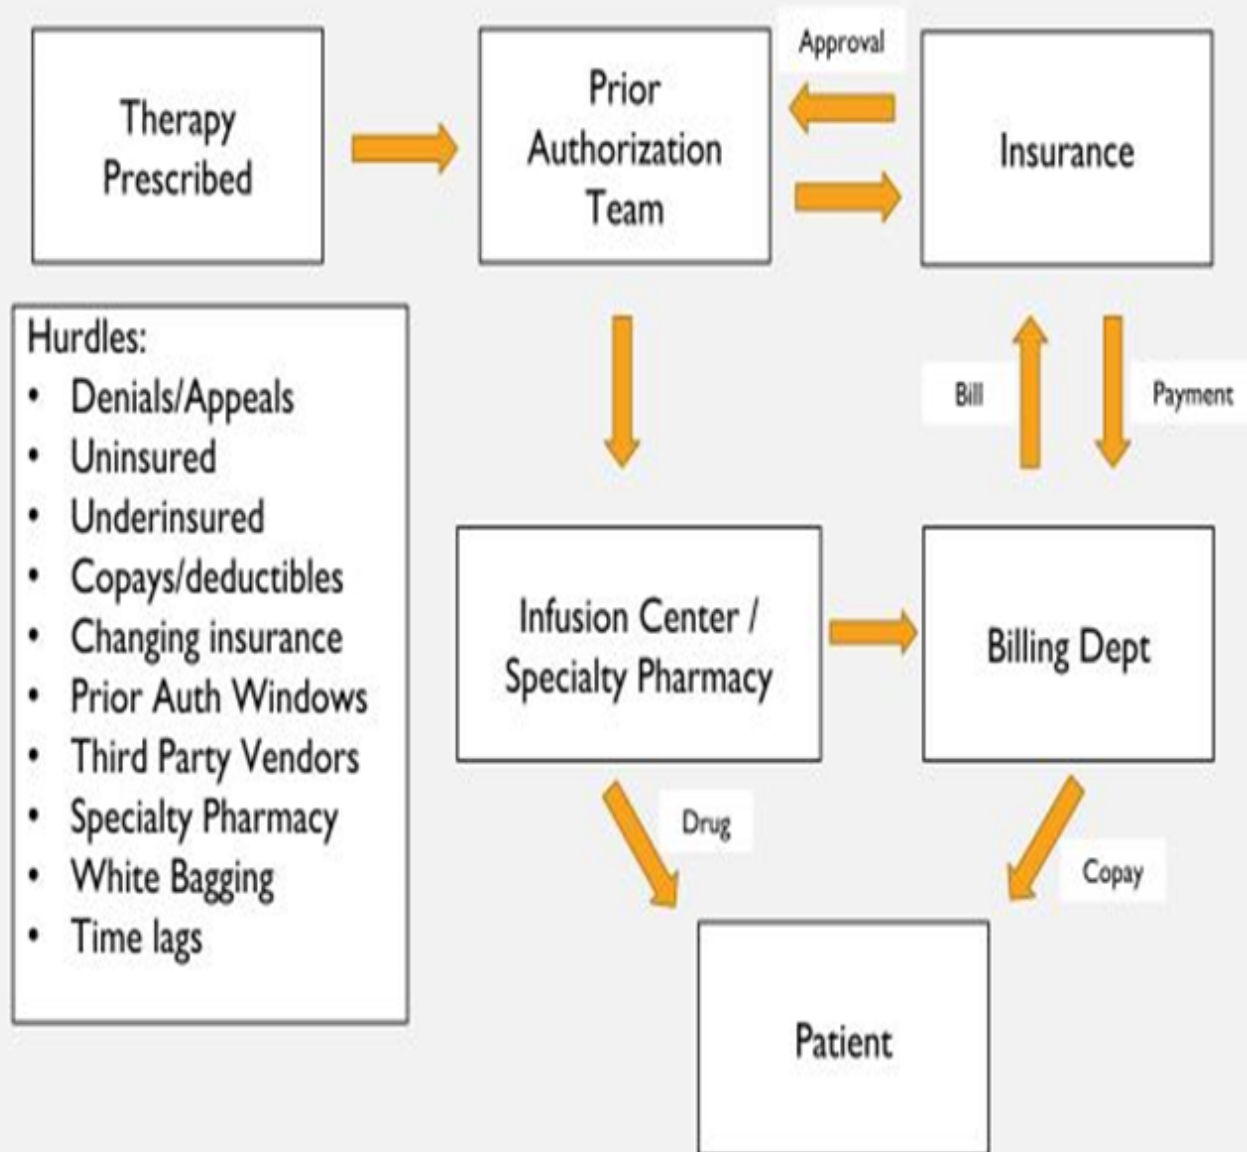 Therapy
Prescribed
Prior
Authorization
Team
Approval
Insurance
Hurdles:
• Denials/Appeals
• Uninsured
• Underinsured
• Copays/deductibles
• Changing insurance
• Prior Auth Windows
• Third Party Vendors
• Specialty Pharmacy
• White Bagging
• Time lags
Bill
Payment
Infusion Center /
Specialty Pharmacy
Billing Dept
Drug
Copay
Patient